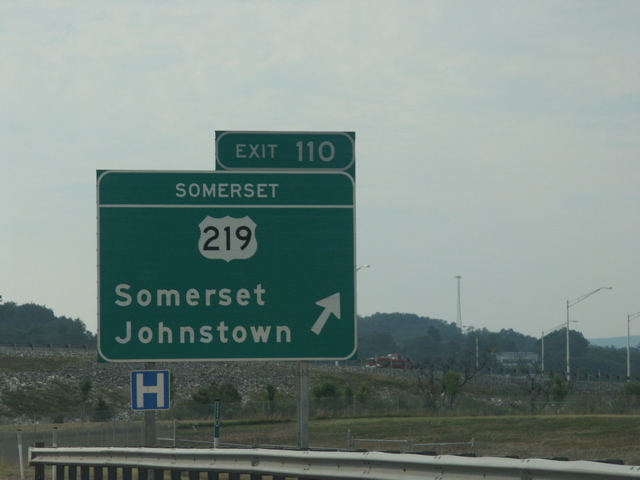 EXIT 110
SOMERSET
219
Somerset
Johnstown
H